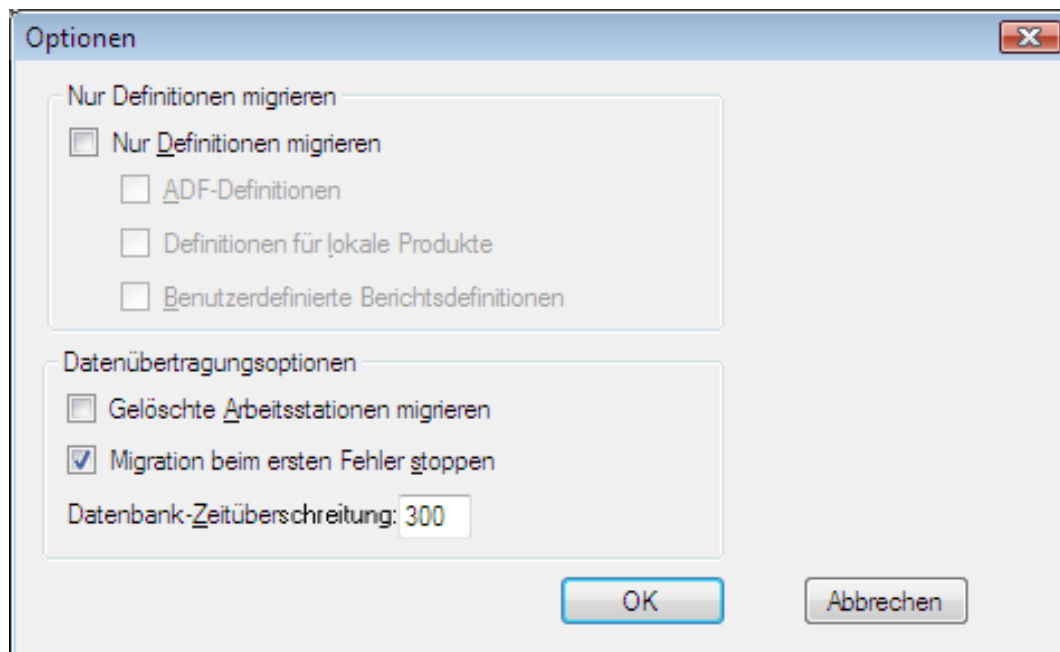 Optionen
Nur Definitionen migrieren
Nur Definitionen migrieren
ADF-Definitionen
Definitionen für lokale Produkte
Benutzerdefinierte Berichtsdefinitionen
Datenübertragungsoptionen
Gelöschte Arbeitsstationen migrieren
Migration beim ersten Fehler stoppen
Datenbank-Zeitüberschreitung: 300
OK Abbrechen